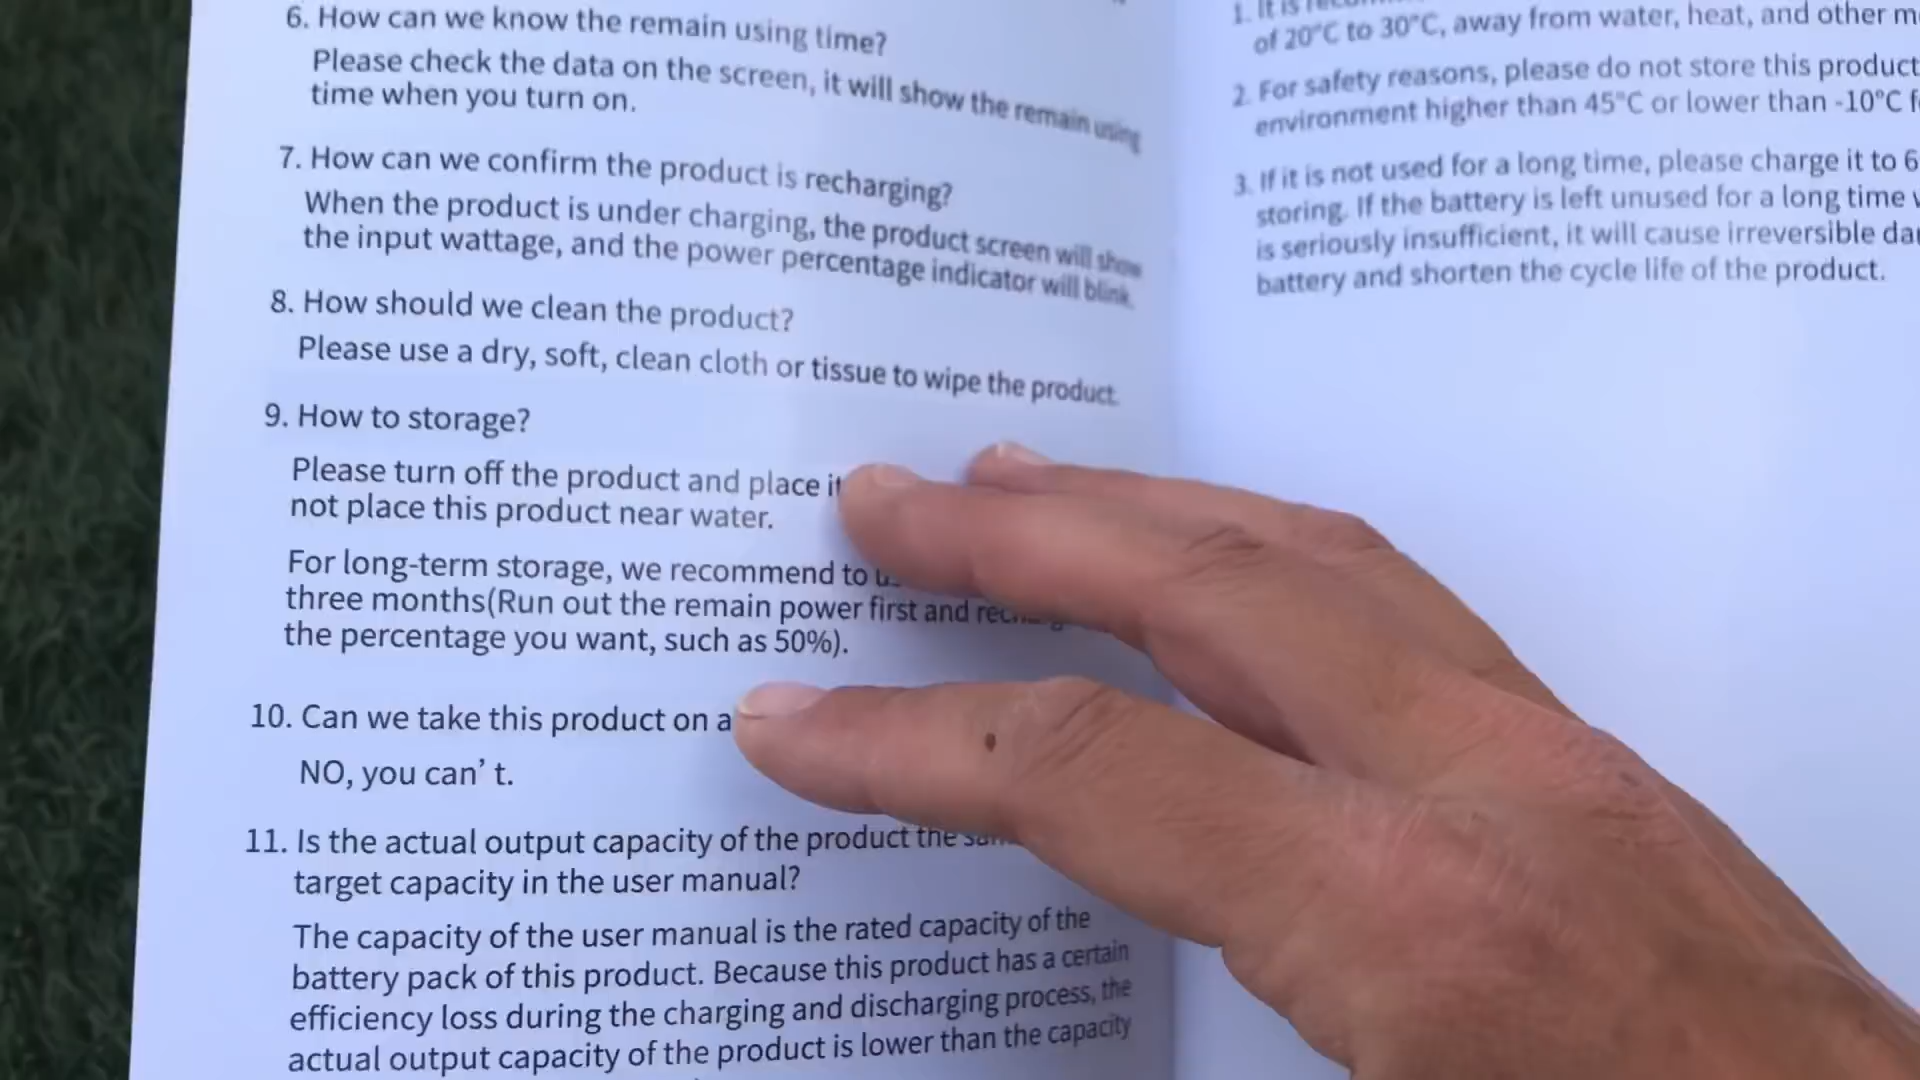 6. How can we know the remain using time?
Please check the data on the screen, it will show the remain using
time when you turn on.
7. How can we confirm the product is recharging?
When the product is under charging, the product screen will show
the input wattage, and the power percentage indicator will blink.
8. How should we clean the product?
Please use a dry, soft, clean cloth or tissue to wipe the product.
9. How to storage?
Please turn off the product and place it
not place this product near water.
For long-term storage, we recommend to
three months(Run out the remain power first and
the percentage you want, such as 50%).
10. Can we take this product on a
NO, you can't.
11. Is the actual output capacity of the product the
target capacity in the user manual?
The capacity of the user manual is the rated capacity of the
battery pack of this product. Because this product has a certain
efficiency loss during the charging and discharging process, the
actual output capacity of the product is lower than the capacity
1. It is
of 20°C to 30°C, away from water, heat, and other
2. For safety reasons, please do not store this product
environment higher than 45°C or lower than -10°C
3. If it is not used for a long time, please charge it to 6
storing. If the battery is left unused for a long time
is seriously insufficient, it will cause irreversible
battery and shorten the cycle life of the product.